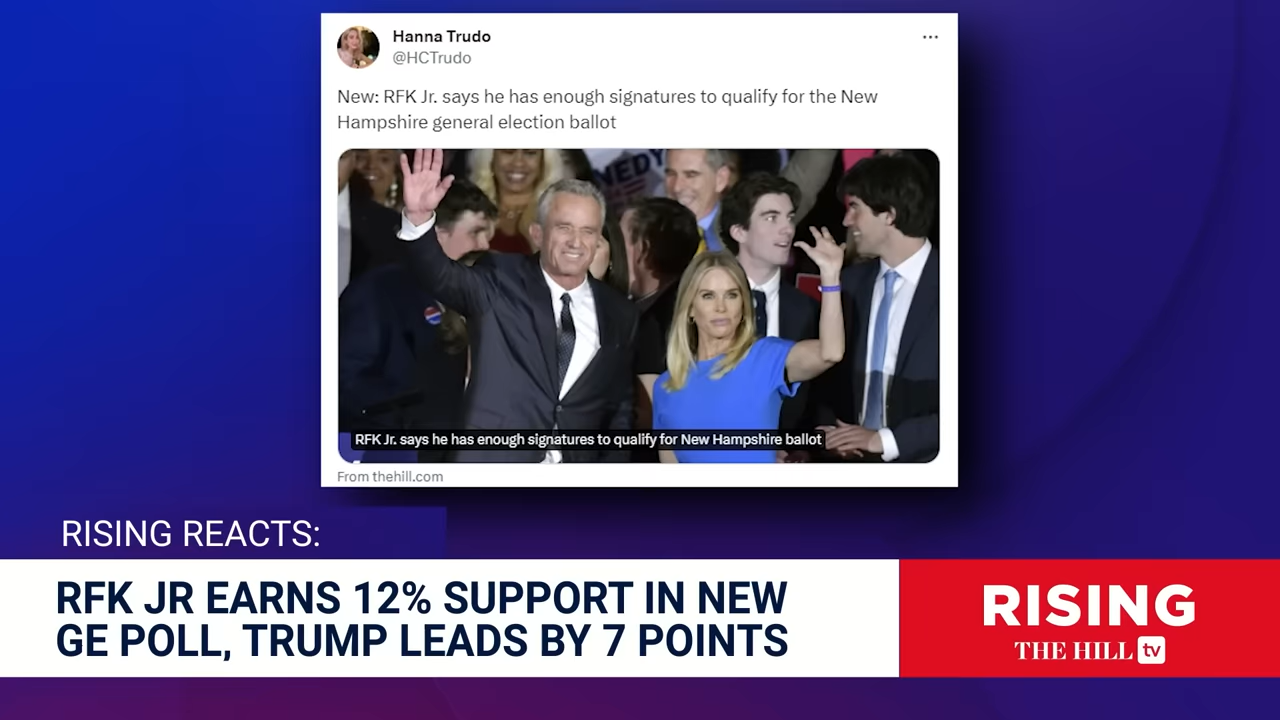 Hanna Trudo
@HCTrudo
New: RFK Jr. says he has enough signatures to qualify for the New
Hampshire general election ballot
NEDY
RFK Jr. says he has enough signatures to qualify for New Hampshire ballot
From thehill.com
RISING REACTS:
RFK JR EARNS 12% SUPPORT IN NEW
GE POLL, TRUMP LEADS BY 7 POINTS
RISING
THE HILL tv